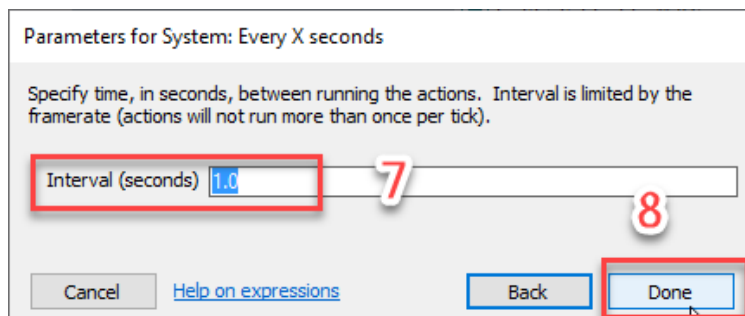 Parameters for System: Every X seconds
Specify time, in seconds, between running the actions. Interval is limited by the
framerate (actions will not run more than once per tick).
Interval (seconds) 1.0 7
8
Cancel Help on expressions Back Done